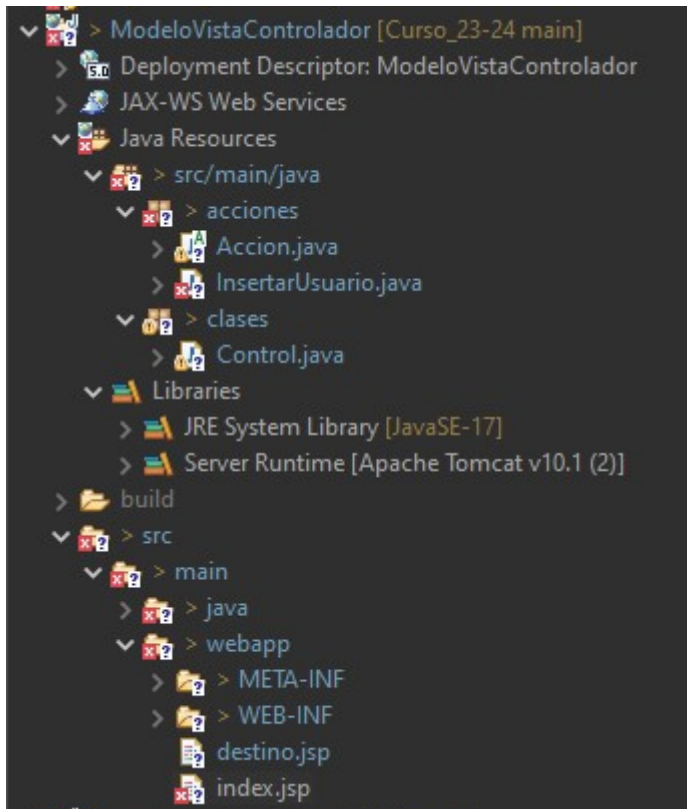 > ModeloVistaControlador [Curso_23-24 main]
5.0 Deployment Descriptor: ModeloVistaControlador
JAX-WS Web Services
Java Resources
> src/main/java
> acciones
Accion.java
InsertarUsuario.java
> clases
Control.java
Libraries
JRE System Library [JavaSE-17]
Server Runtime [Apache Tomcat v10.1 (2)]
build
> src
> main
> java
> webapp
> META-INF
> WEB-INF
destino.jsp
index.jsp